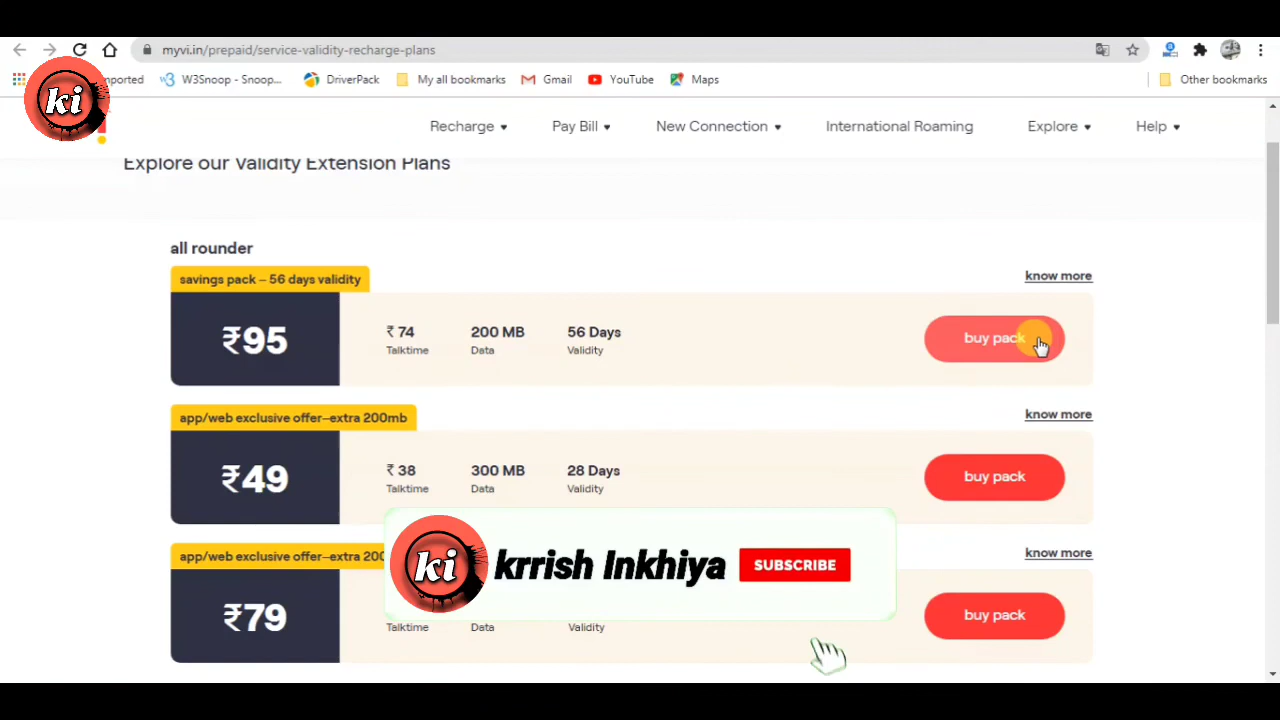 myvi.in/prepaid/service-validity-recharge-plans
ported
W3Snoop - Snoop...
DriverPack
My all bookmarks
Gmail
YouTube
Maps
Other bookmarks
ki
Recharge
Pay Bill
New Connection
International Roaming
Explore
Help
Explore our Validity Extension Plans
all rounder
savings pack – 56 days validity
know more
₹95
₹ 74
200 MB
56 Days
buy pack
Talktime
Data
Validity
app/web exclusive offer–extra 200mb
know more
₹49
₹ 38
300 MB
28 Days
buy pack
Talktime
Data
Validity
app/web exclusive offer–extra 200
know more
ki
krrish Inkhiya
SUBSCRIBE
₹79
buy pack
Talktime
Data
Validity